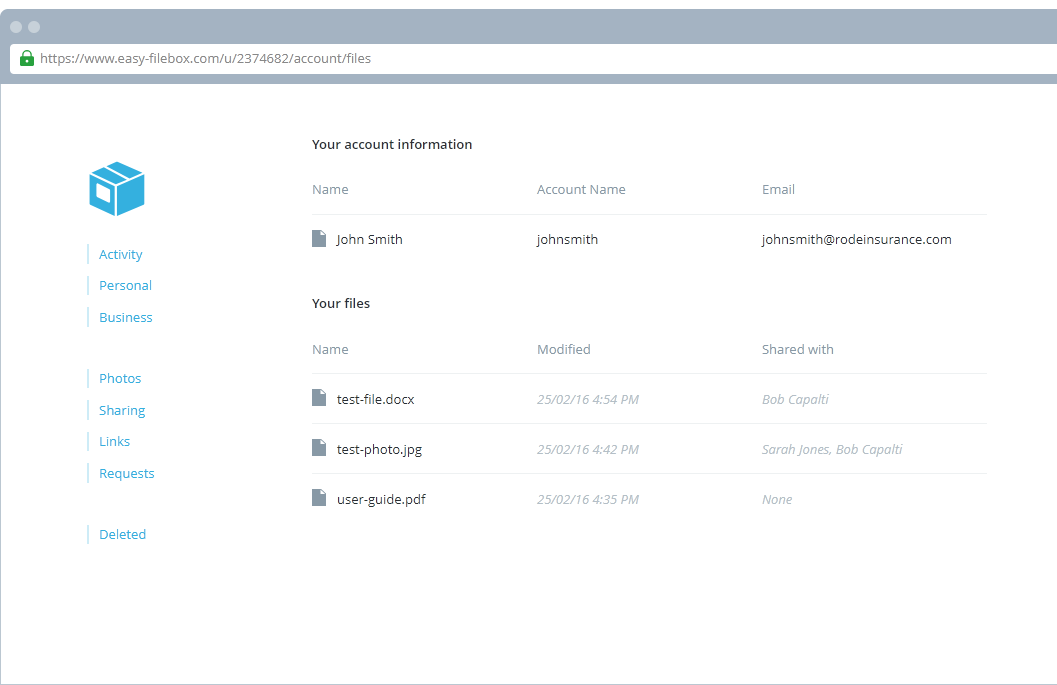 https://www.easy-filebox.com/u/2374682/account/files
Activity
Personal
Business
Photos
Sharing
Links
Requests
Deleted
Your account information
Name Account Name Email
John Smith johnsmith johnsmith@rodeinsurance.com
Your files
Name Modified Shared with
test-file.docx 25/02/16 4:54 PM Bob Capalti
test-photo.jpg 25/02/16 4:42 PM Sarah Jones, Bob Capalti
user-guide.pdf 25/02/16 4:35 PM None